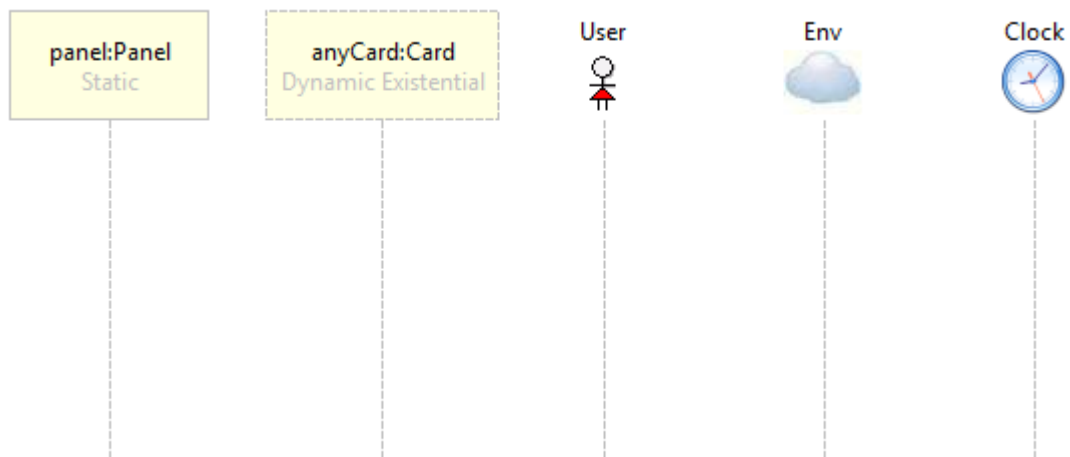 panel:Panel
Static
anyCard:Card
Dynamic Existential
User
Env
Clock